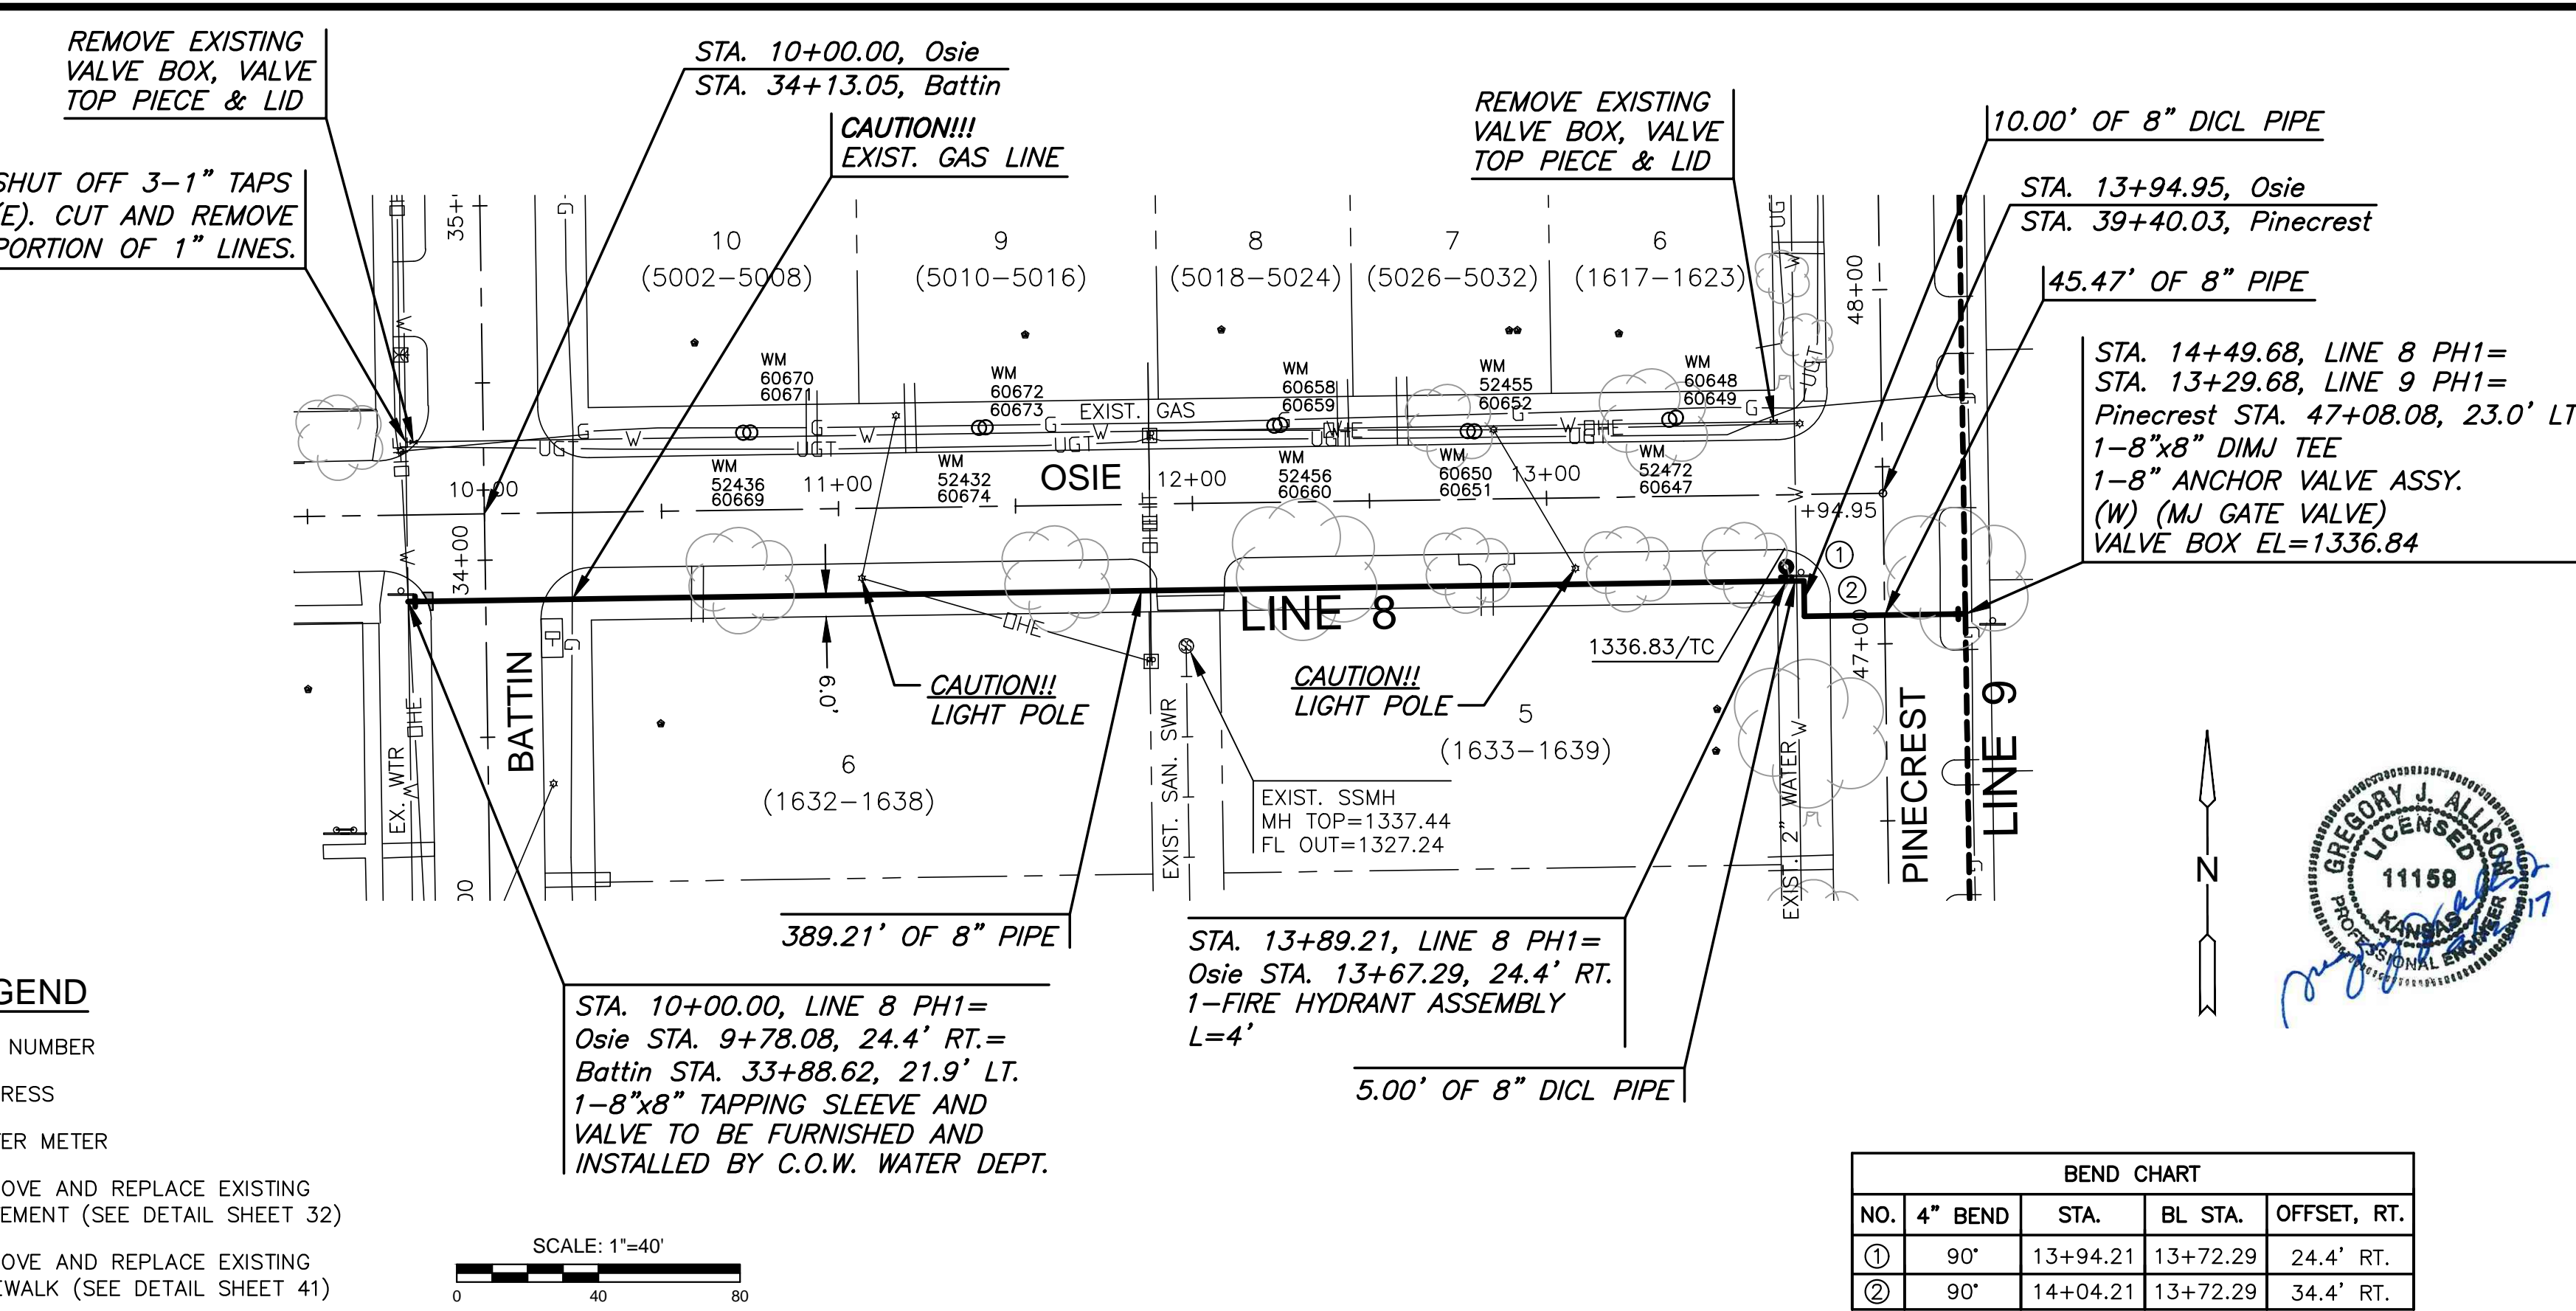 REMOVE EXISTING
VALVE BOX, VALVE
TOP PIECE & LID
SHUT OFF 3-1" TAPS
(E). CUT AND REMOVE
PORTION OF 1" LINES.
STA. 10+00.00, Osie
STA. 34+13.05, Battin
CAUTION!!!
EXIST. GAS LINE
REMOVE EXISTING
VALVE BOX, VALVE
TOP PIECE & LID
10.00' OF 8" DICL PIPE
STA. 13+94.95, Osie
STA. 39+40.03, Pinecrest
45.47' OF 8" PIPE
STA. 14+49.68, LINE 8 PH1=
STA. 13+29.68, LINE 9 PH1=
Pinecrest STA. 47+08.08, 23.0' LT
1-8"x8" DIMJ TEE
1-8" ANCHOR VALVE ASSY.
(W) (MJ GATE VALVE)
VALVE BOX EL=1336.84
35+
10
(5002-5008)
9
(5010-5016)
8
(5018-5024)
7
(5026-5032)
6
(1617-1623)
48+00
UGT
UGT
G
W
WM
60670
60671
WM
60672
60673
WM
60658
60659
WM
52455
60652
WM
60648
60649
EXIST. GAS
G
G
G
G
G
W
W
W
W
OHE
UGT
UGT
UGT
WM
52436
60669
WM
52432
60674
WM
52456
60660
WM
60650
60651
WM
52472
60647
OSIE
10+00
11+00
12+00
13+00
+94.95
34+00
W
①
②
LINE 8
1336.83/TC
47+00
OHE
6.0'
CAUTION!!
LIGHT POLE
CAUTION!!
LIGHT POLE
BATTIN
OHE
W
EX. WTR
6
(1632-1638)
5
(1633-1639)
EXIST. SAN. SWR
EXIST. SSMH
MH TOP=1337.44
FL OUT=1327.24
EXIST. 2" WATER
W
PINECREST
LINE 9
00
N
GREGORY J. ALLISON
LICENSED
11159
KANSAS
PROFESSIONAL ENGINEER
17
389.21' OF 8" PIPE
STA. 10+00.00, LINE 8 PH1=
Osie STA. 9+78.08, 24.4' RT.=
Battin STA. 33+88.62, 21.9' LT.
1-8"x8" TAPPING SLEEVE AND
VALVE TO BE FURNISHED AND
INSTALLED BY C.O.W. WATER DEPT.
STA. 13+89.21, LINE 8 PH1=
Osie STA. 13+67.29, 24.4' RT.
1-FIRE HYDRANT ASSEMBLY
L=4'
5.00' OF 8" DICL PIPE
GEND
NUMBER
RESS
TER METER
OVE AND REPLACE EXISTING
EMENT (SEE DETAIL SHEET 32)
OVE AND REPLACE EXISTING
EWALK (SEE DETAIL SHEET 41)
SCALE: 1"=40'
0 40 80
BEND CHART
NO. 4" BEND STA. BL STA. OFFSET, RT.
① 90° 13+94.21 13+72.29 24.4' RT.
② 90° 14+04.21 13+72.29 34.4' RT.